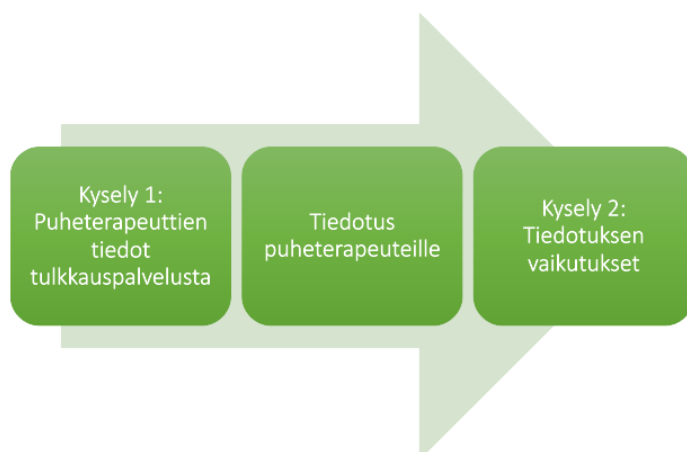 Kysely 1:
Puheterapeuttien
tiedot
tulkkauspalvelusta
Tiedotus
puheterapeuteille
Kysely 2:
Tiedotuksen
vaikutukset